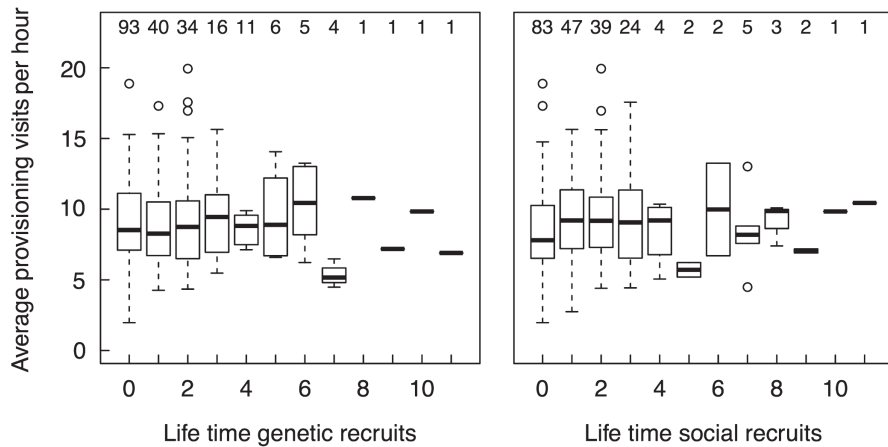 93 40 34 16 11 6 5 4 1 1 1 1
83 47 39 24 2 2 5 3 2 1 1
Average provisioning visits per hour
20
15
10
5
0
0 2 4 6 8 10
0 2 4 6 8 10
Life time genetic recruits
Life time social recruits